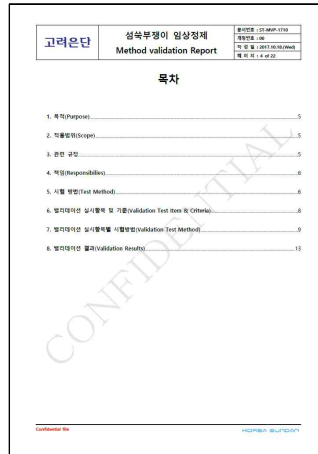 고려은단
섬쑥부쟁이 임상정제
Method validation Report
문서번호 : ST-MVP-1710
개정번호 : 00
작 성 일 : 2017.10.18.(Wed)
페 이 지 : 4 of 22
목차
1. 목적(Purpose) 5
2. 적용범위(Scope) 5
3. 관련 규정 5
4. 책임(Responsibilies) 6
5. 시험 방법(Test Method) 6
6. 밸리데이션 실시항목 및 기준(Validation Test Item & Criteria) 8
7. 밸리데이션 실시항목별 시험방법(Validation Test Method) 9
8. 밸리데이션 결과(Validation Results) 13
CONFIDENTIAL
Confidential file
KOREA EUNDAN